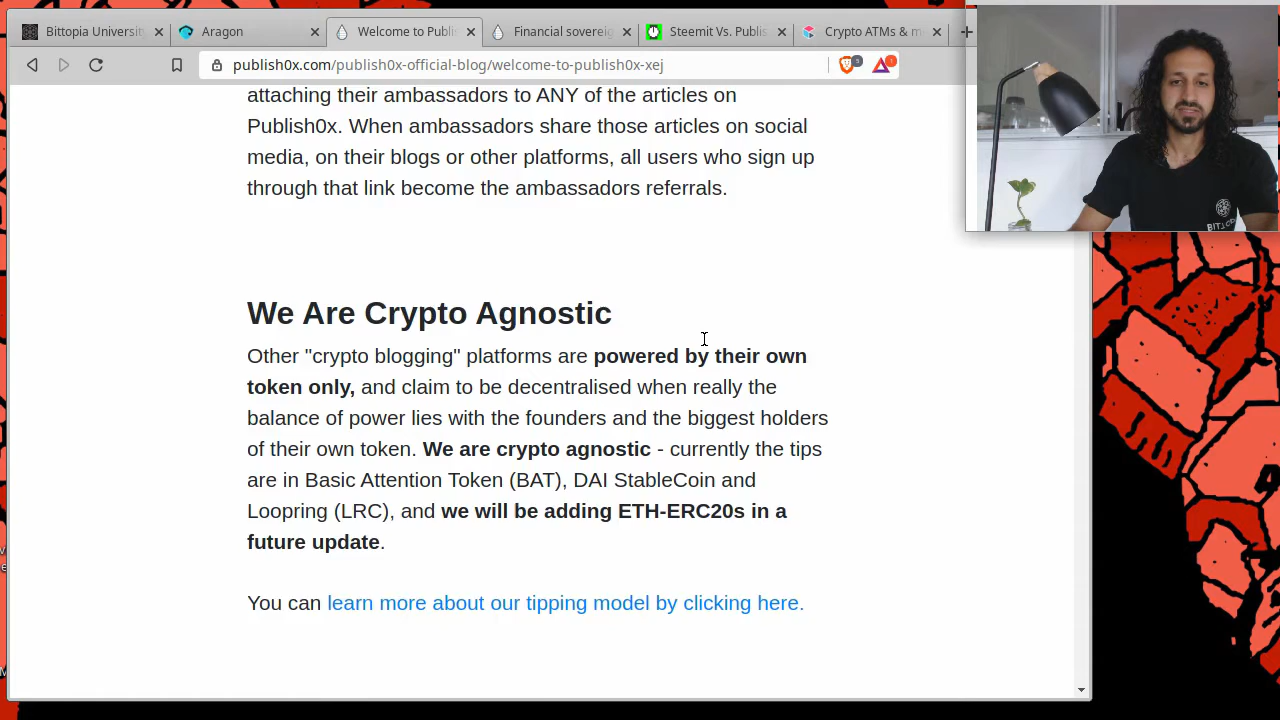 Bittopia University
Aragon
Welcome to Publis
Financial sovereig
Steemit Vs. Publis
Crypto ATMs & m
publish0x.com/publish0x-official-blog/welcome-to-publish0x-xej
5
1
attaching their ambassadors to ANY of the articles on
Publish0x. When ambassadors share those articles on social
media, on their blogs or other platforms, all users who sign up
through that link become the ambassadors referrals.
We Are Crypto Agnostic
Other "crypto blogging" platforms are powered by their own
token only, and claim to be decentralised when really the
balance of power lies with the founders and the biggest holders
of their own token. We are crypto agnostic - currently the tips
are in Basic Attention Token (BAT), DAI StableCoin and
Loopring (LRC), and we will be adding ETH-ERC20s in a
future update.
You can learn more about our tipping model by clicking here.